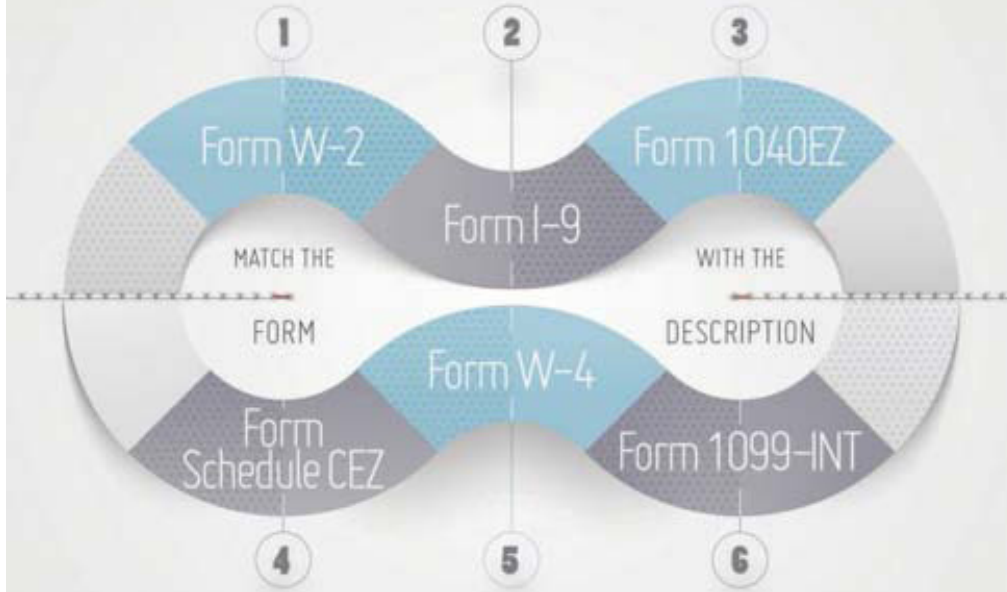 1
2
3
Form W-2
Form I-9
Form 1040EZ
MATCH THE
FORM
WITH THE
DESCRIPTION
Form
Schedule CEZ
Form W-4
Form 1099-INT
4
5
6